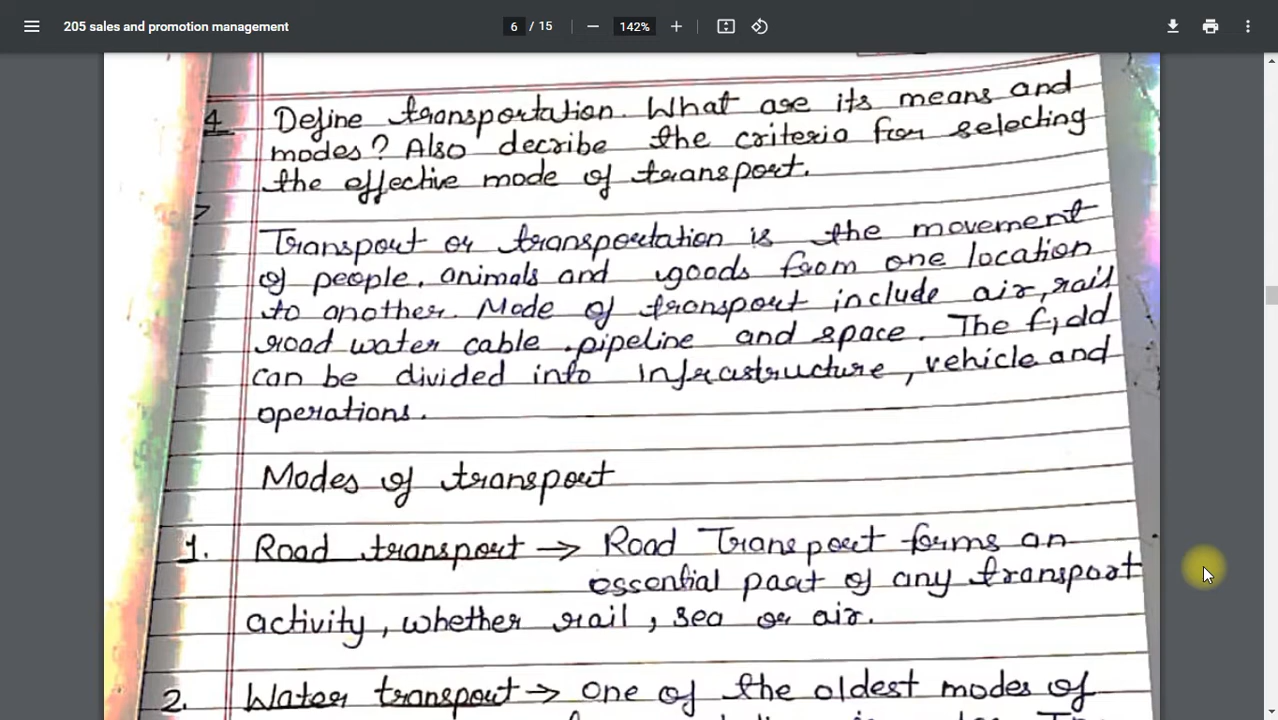 205 sales and promotion management
6 / 15
142%
4 Define transportation. What are its means and
modes? Also decribe the criteria for selecting
the effective mode of transport.
Transport or transportation is the movement
of people, animals and goods from one location
to another. Mode of transport include air, rail
road water cable, pipeline and space. The field
can be divided into infrastructure, vehicle and
operations.
Modes of transport
1. Road transport → Road Transport forms an
essential part of any transport
activity, whether rail, sea or air.
2. Water transport → One of the oldest modes of